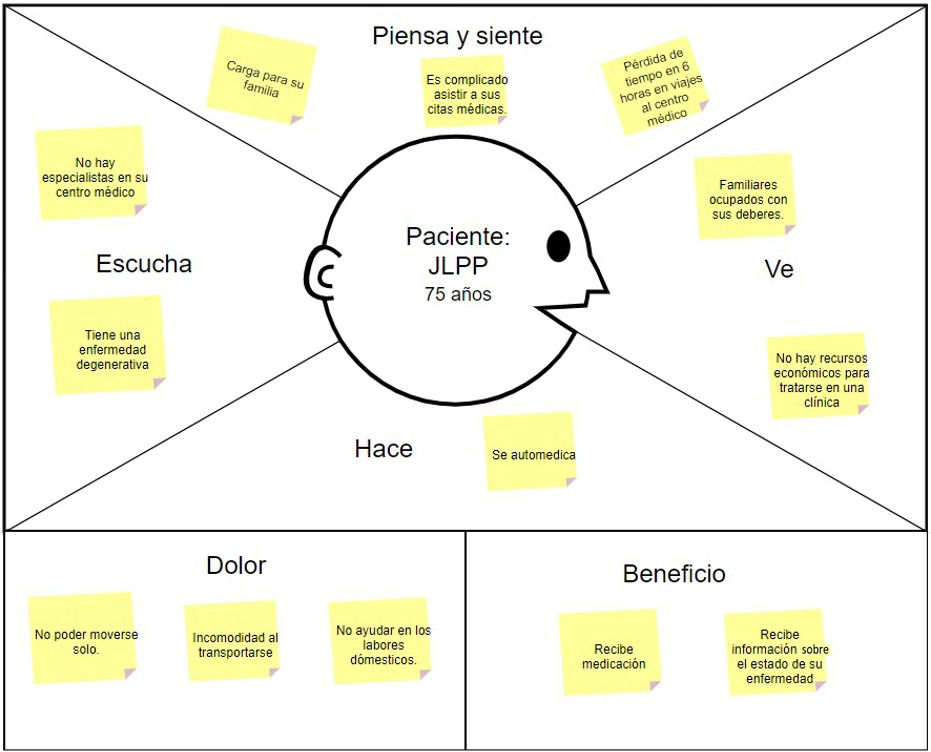 Piensa y siente
Carga para su
familia
Es complicado
asistir a sus
citas médicas.
Pérdida de
tiempo en 6
horas en viajes
al centro
médico
No hay
especialistas en su
centro médico
Escucha
Tiene una
enfermedad
degenerativa
Paciente:
JLPP
75 años
Familiares
ocupados con
sus deberes.
Ve
No hay recursos
económicos para
tratarse en una
clínica
Hace
Se automedica
Dolor
No poder moverse
solo.
Incomodidad al
transportarse
No ayudar en los
labores
dómesticos.
Beneficio
Recibe
medicación
Recibe
información sobre
el estado de su
enfermedad